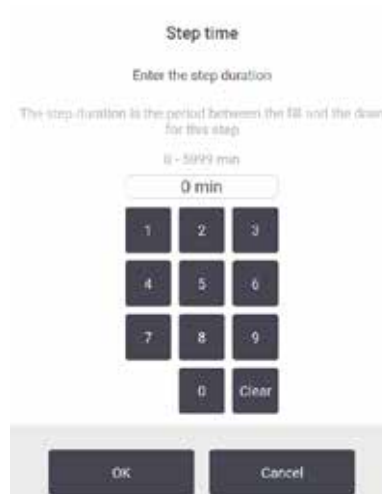 Step time
Enter the step duration
The step duration is the period between the fill and the drain
for this step
0 - 5999 min
0 min
1 2 3
4 5 6
7 8 9
0 Clear
OK Cancel